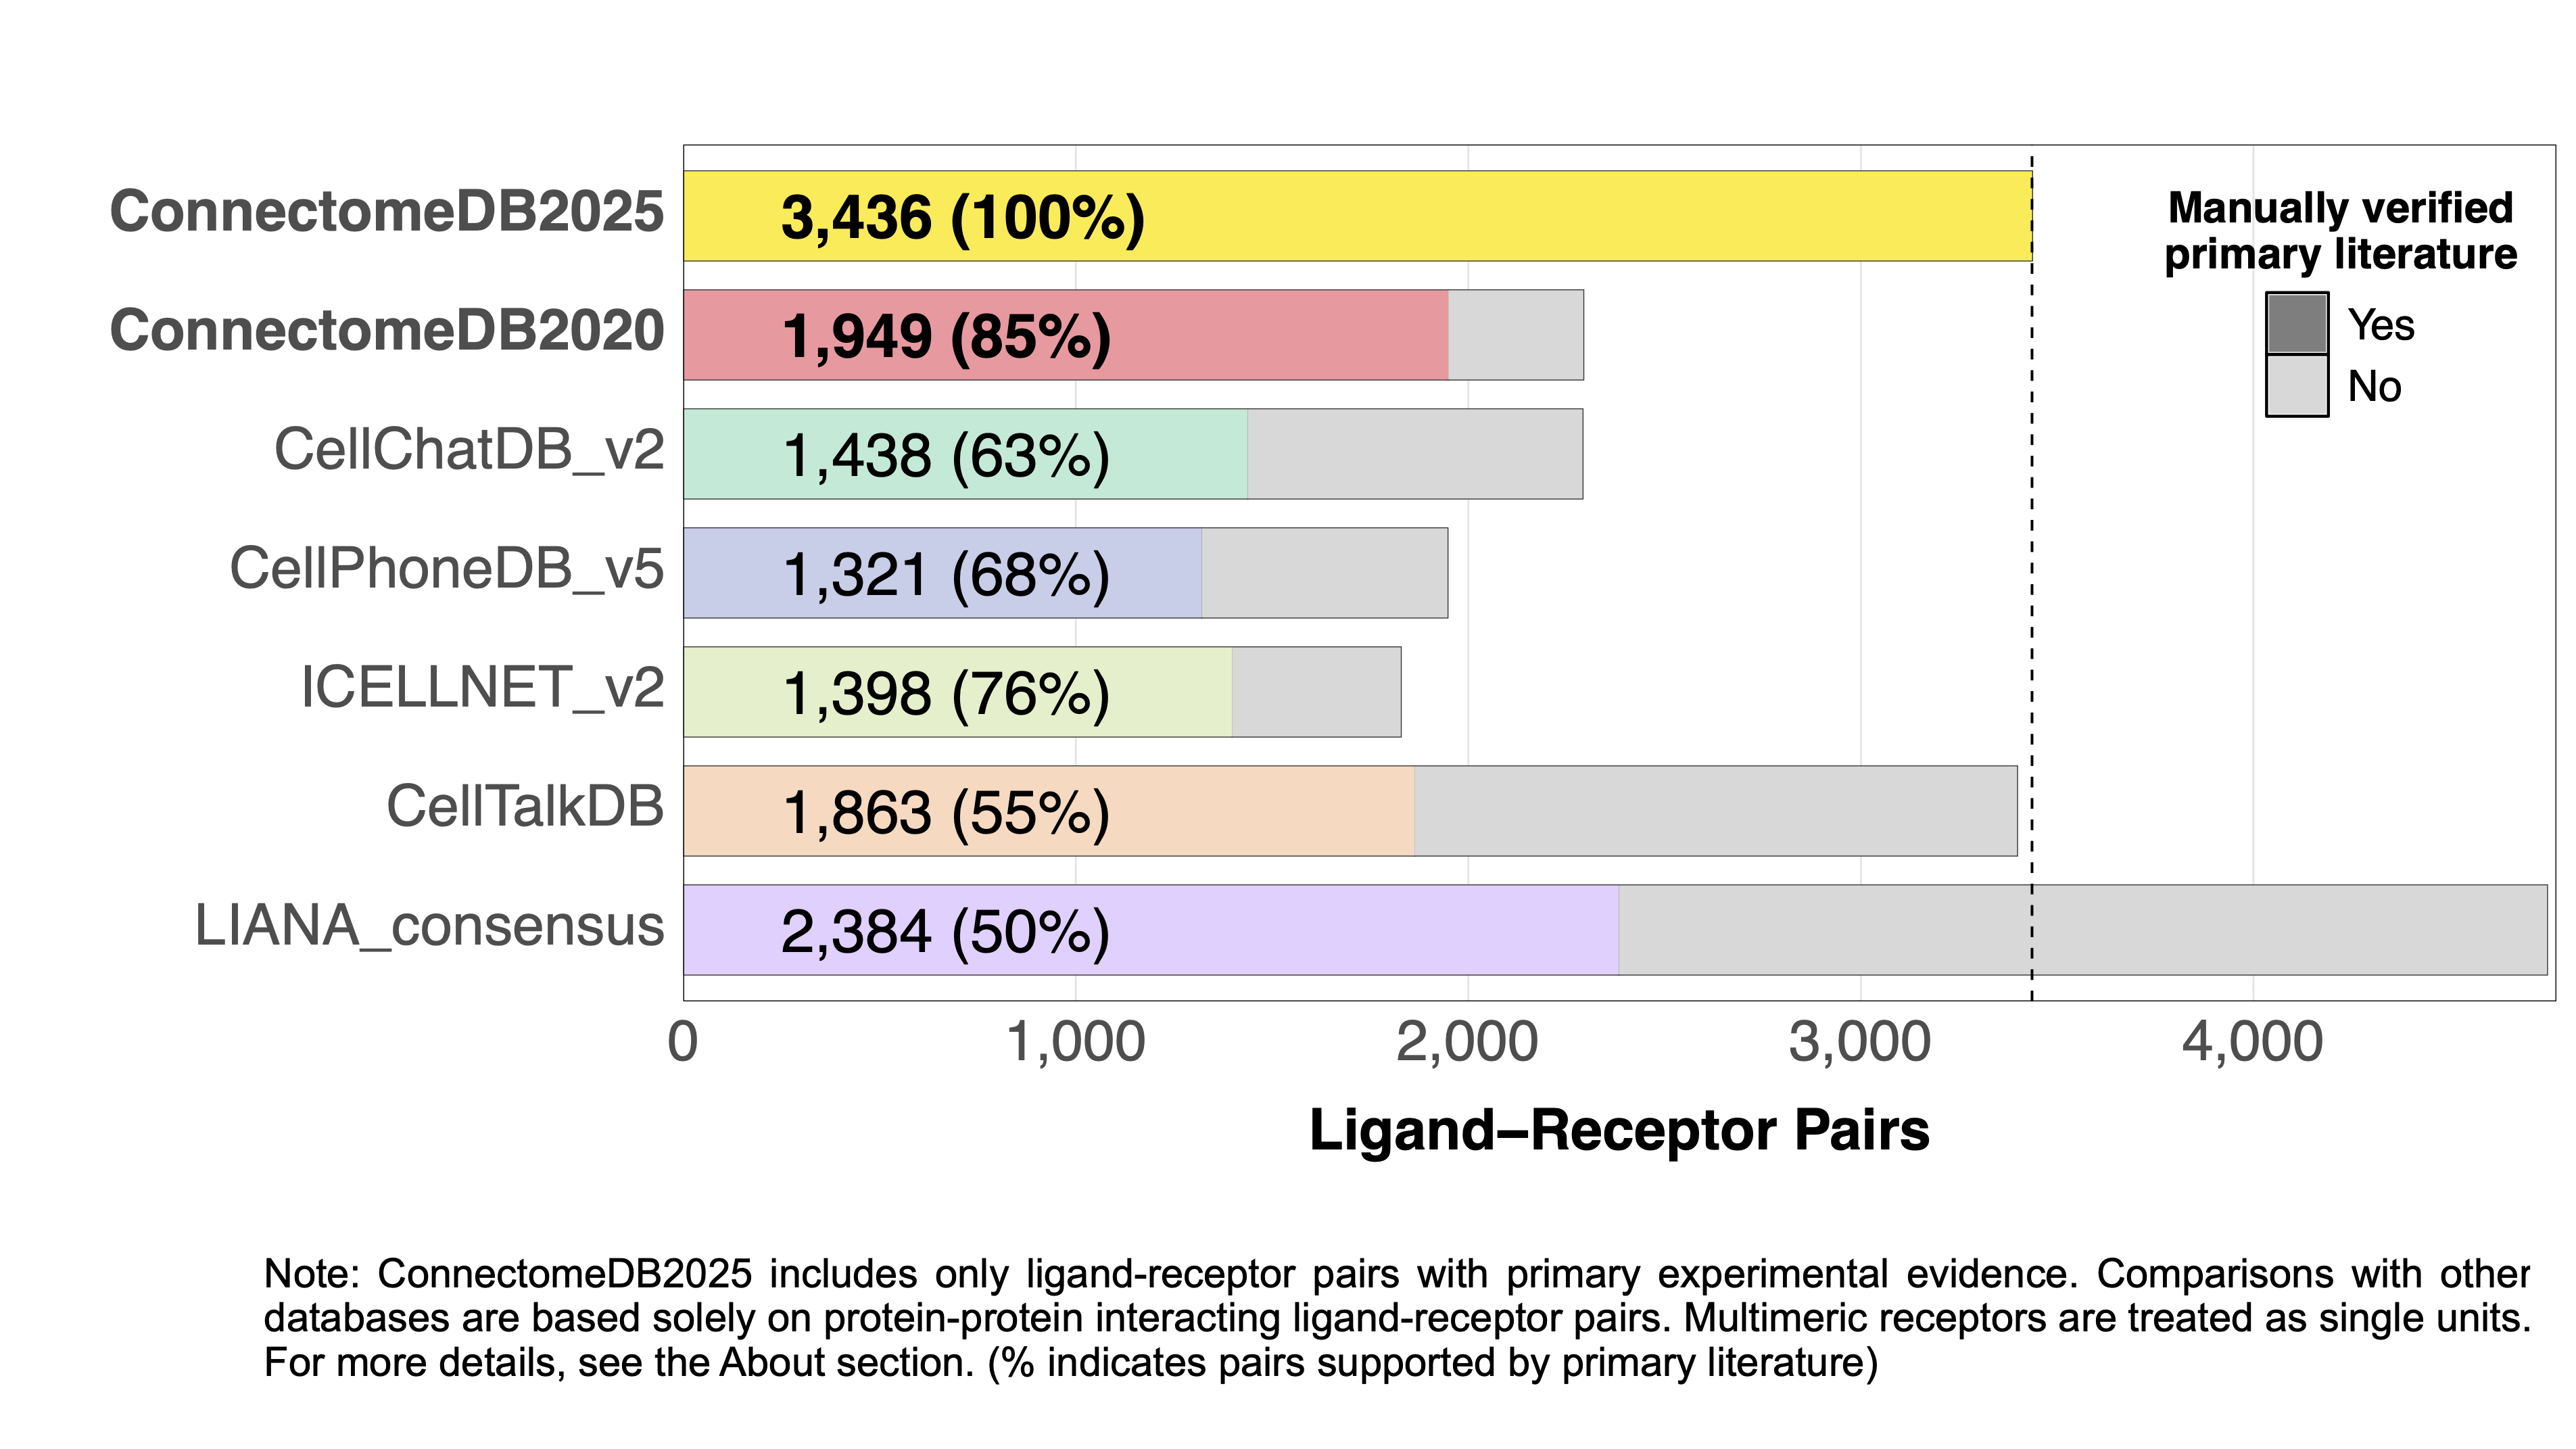 ConnectomeDB2025
3,436 (100%)
ConnectomeDB2020
1,949 (85%)
CellChatDB_v2
1,438 (63%)
CellPhoneDB_v5
1,321 (68%)
ICELLNET_v2
1,398 (76%)
CellTalkDB
1,863 (55%)
LIANA_consensus
2,384 (50%)
Manually verified
primary literature
Yes
No
0 1,000 2,000 3,000 4,000
Ligand–Receptor Pairs
Note: ConnectomeDB2025 includes only ligand-receptor pairs with primary experimental evidence. Comparisons with other
databases are based solely on protein-protein interacting ligand-receptor pairs. Multimeric receptors are treated as single units.
For more details, see the About section. (% indicates pairs supported by primary literature)